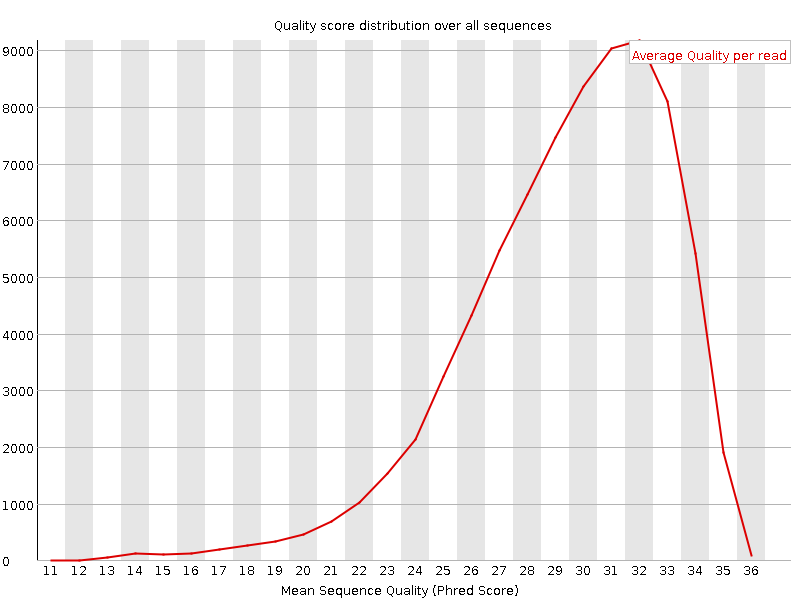 Quality score distribution over all sequences
Average Quality per read
9000
8000
7000
6000
5000
4000
3000
2000
1000
0
11 12 13 14 15 16 17 18 19 20 21 22 23 24 25 26 27 28 29 30 31 32 33 34 35 36
Mean Sequence Quality (Phred Score)